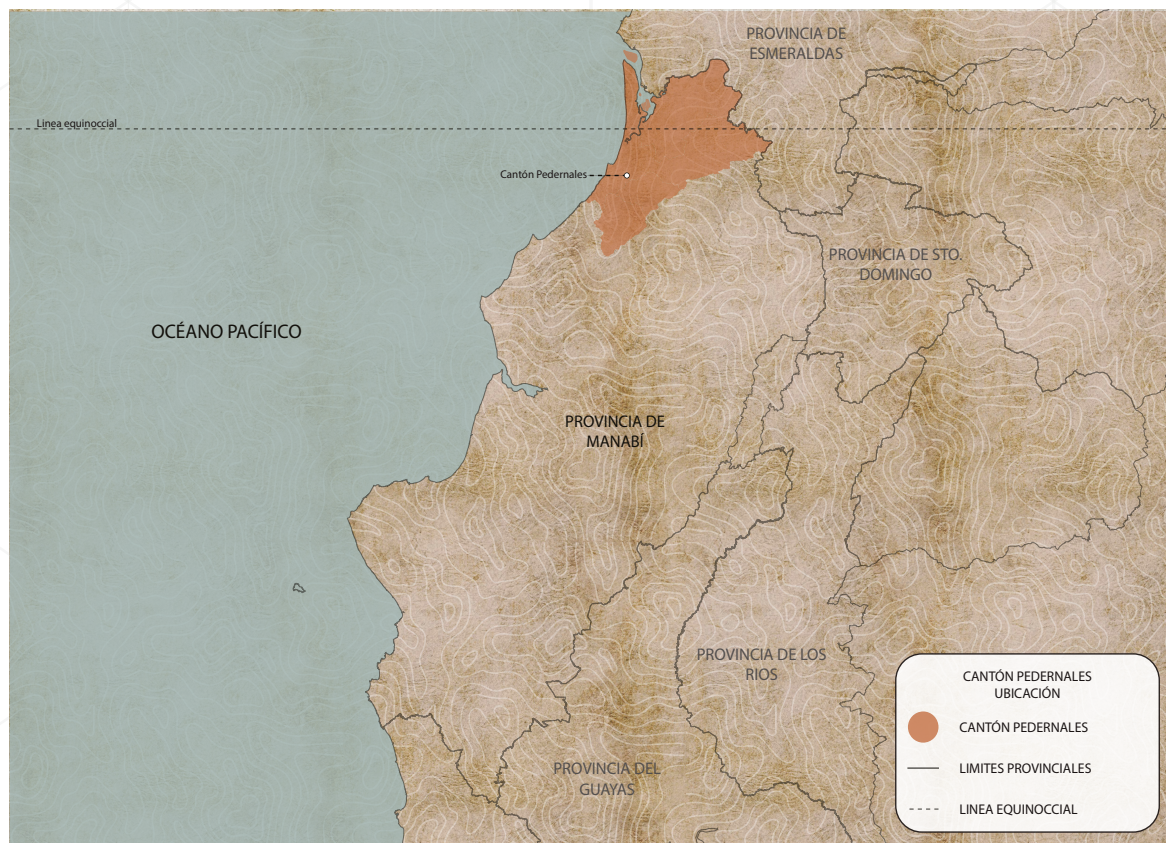 PROVINCIA DE
ESMERALDAS
Linea equinoccial
Cantón Pedernales
PROVINCIA DE STO.
DOMINGO
OCÉANO PACÍFICO
PROVINCIA DE
MANABÍ
PROVINCIA DE LOS
RIOS
PROVINCIA DEL
GUAYAS
CANTÓN PEDERNALES
UBICACIÓN
CANTÓN PEDERNALES
LIMITES PROVINCIALES
LINEA EQUINOCCIAL